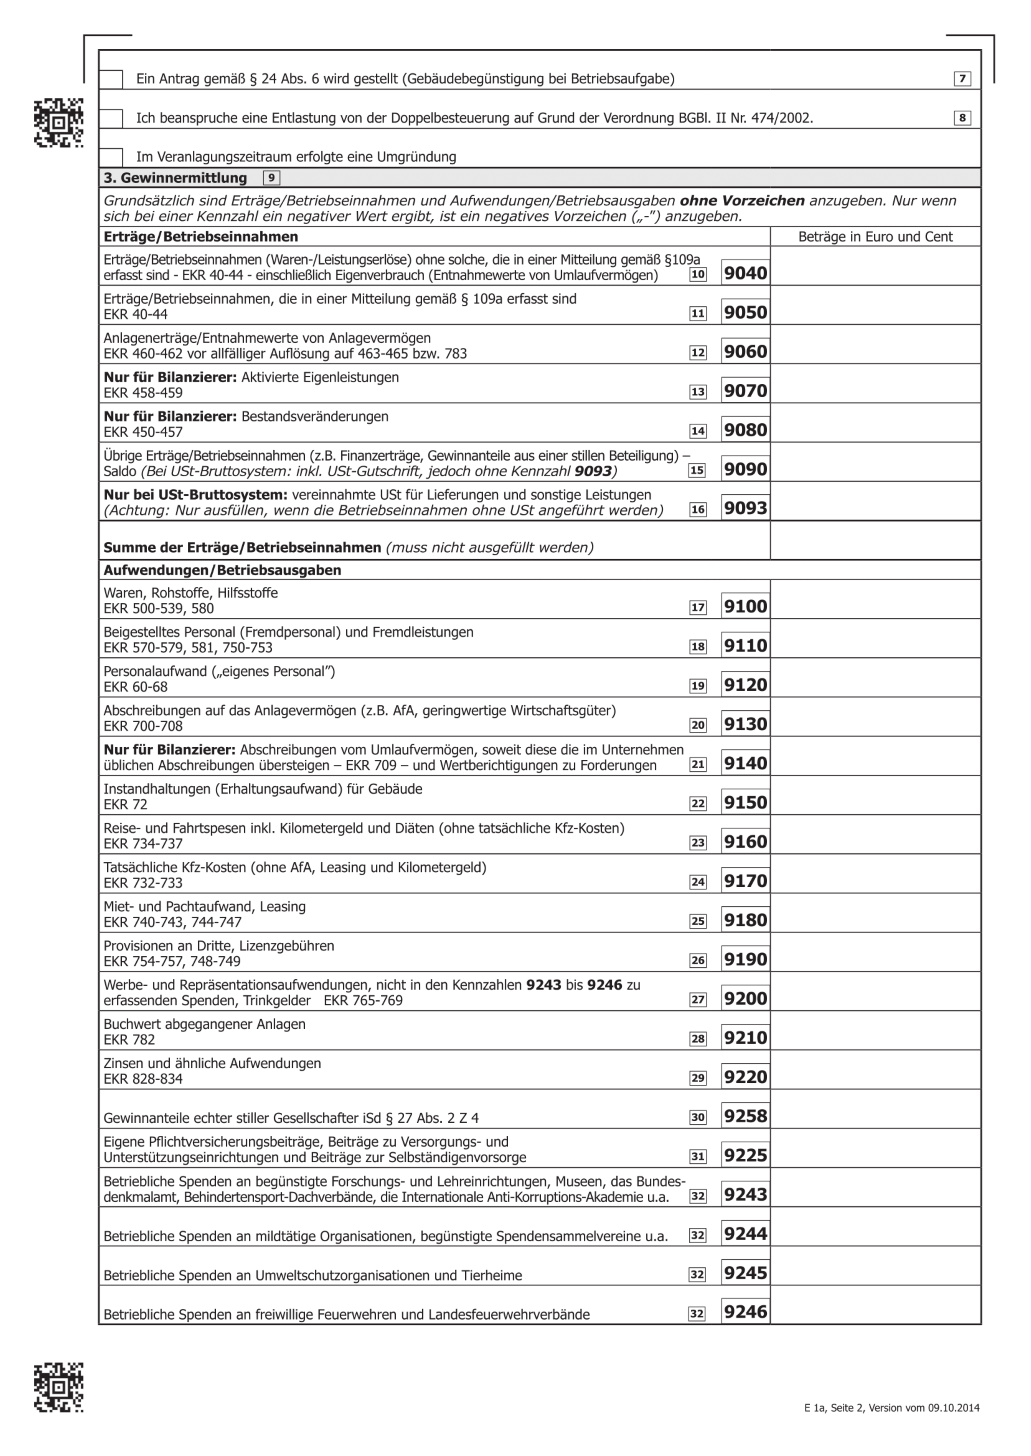 Ein Antrag gemäß § 24 Abs. 6 wird gestellt (Gebäudebegünstigung bei Betriebsaufgabe) 7
Ich beanspruche eine Entlastung von der Doppelbesteuerung auf Grund der Verordnung BGBl. II Nr. 474/2002. 8
Im Veranlagungszeitraum erfolgte eine Umgründung
3. Gewinnermittlung 9
Grundsätzlich sind Erträge/Betriebseinnahmen und Aufwendungen/Betriebsausgaben ohne Vorzeichen anzugeben. Nur wenn
sich bei einer Kennzahl ein negativer Wert ergibt, ist ein negatives Vorzeichen („-") anzugeben.
Erträge/Betriebseinnahmen Beträge in Euro und Cent
Erträge/Betriebseinnahmen (Waren-/Leistungserlöse) ohne solche, die in einer Mitteilung gemäß §109a
erfasst sind - EKR 40-44 - einschließlich Eigenverbrauch (Entnahmewerte von Umlaufvermögen) 10 9040
Erträge/Betriebseinnahmen, die in einer Mitteilung gemäß § 109a erfasst sind
EKR 40-44 11 9050
Anlagenerträge/Entnahmewerte von Anlagevermögen
EKR 460-462 vor allfälliger Auflösung auf 463-465 bzw. 783 12 9060
Nur für Bilanzierer: Aktivierte Eigenleistungen
EKR 458-459 13 9070
Nur für Bilanzierer: Bestandsveränderungen
EKR 450-457 14 9080
Übrige Erträge/Betriebseinnahmen (z.B. Finanzerträge, Gewinnanteile aus einer stillen Beteiligung) –
Saldo (Bei USt-Bruttosystem: inkl. USt-Gutschrift, jedoch ohne Kennzahl 9093) 15 9090
Nur bei USt-Bruttosystem: vereinnahmte USt für Lieferungen und sonstige Leistungen
(Achtung: Nur ausfüllen, wenn die Betriebseinnahmen ohne USt angeführt werden) 16 9093
Summe der Erträge/Betriebseinnahmen (muss nicht ausgefüllt werden)
Aufwendungen/Betriebsausgaben
Waren, Rohstoffe, Hilfsstoffe
EKR 500-539, 580 17 9100
Beigestelltes Personal (Fremdpersonal) und Fremdleistungen
EKR 570-579, 581, 750-753 18 9110
Personalaufwand („eigenes Personal”)
EKR 60-68 19 9120
Abschreibungen auf das Anlagevermögen (z.B. AfA, geringwertige Wirtschaftsgüter)
EKR 700-708 20 9130
Nur für Bilanzierer: Abschreibungen vom Umlaufvermögen, soweit diese die im Unternehmen
üblichen Abschreibungen übersteigen – EKR 709 – und Wertberichtigungen zu Forderungen 21 9140
Instandhaltungen (Erhaltungsaufwand) für Gebäude
EKR 72 22 9150
Reise- und Fahrtspesen inkl. Kilometergeld und Diäten (ohne tatsächliche Kfz-Kosten)
EKR 734-737 23 9160
Tatsächliche Kfz-Kosten (ohne AfA, Leasing und Kilometergeld)
EKR 732-733 24 9170
Miet- und Pachtaufwand, Leasing
EKR 740-743, 744-747 25 9180
Provisionen an Dritte, Lizenzgebühren
EKR 754-757, 748-749 26 9190
Werbe- und Repräsentationsaufwendungen, nicht in den Kennzahlen 9243 bis 9246 zu
erfassenden Spenden, Trinkgelder EKR 765-769 27 9200
Buchwert abgegangener Anlagen
EKR 782 28 9210
Zinsen und ähnliche Aufwendungen
EKR 828-834 29 9220
Gewinnanteile echter stiller Gesellschafter iSd § 27 Abs. 2 Z 4 30 9258
Eigene Pflichtversicherungsbeiträge, Beiträge zu Versorgungs- und
Unterstützungseinrichtungen und Beiträge zur Selbständigenvorsorge 31 9225
Betriebliche Spenden an begünstigte Forschungs- und Lehreinrichtungen, Museen, das Bundes-
denkmalamt, Behindertensport-Dachverbände, die Internationale Anti-Korruptions-Akademie u.a. 32 9243
Betriebliche Spenden an mildtätige Organisationen, begünstigte Spendensammelvereine u.a. 32 9244
Betriebliche Spenden an Umweltschutzorganisationen und Tierheime 32 9245
Betriebliche Spenden an freiwillige Feuerwehren und Landesfeuerwehrverbände 32 9246
E 1a, Seite 2, Version vom 09.10.2014